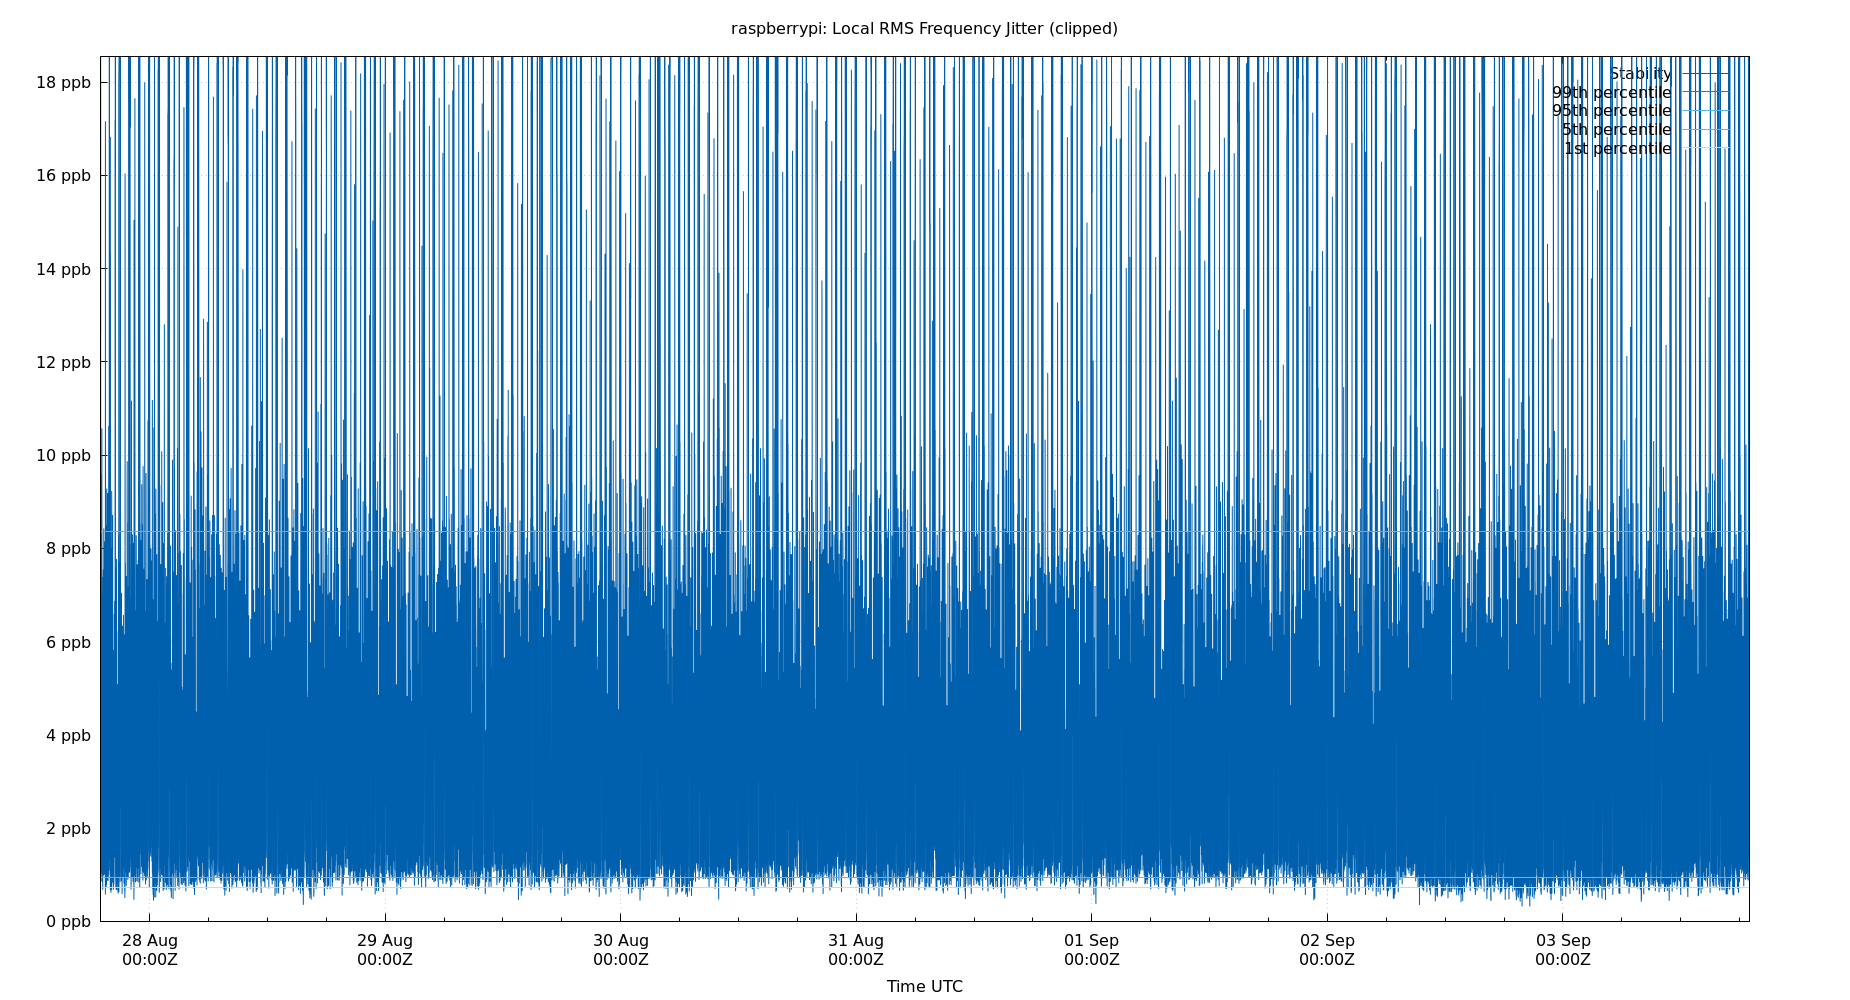 raspberrypi: Local RMS Frequency Jitter (clipped)
18 ppb
16 ppb
14 ppb
12 ppb
10 ppb
8 ppb
6 ppb
4 ppb
2 ppb
0 ppb
Stability
99th percentile
95th percentile
5th percentile
1st percentile
28 Aug 29 Aug 30 Aug 31 Aug 01 Sep 02 Sep 03 Sep
00:00Z 00:00Z 00:00Z 00:00Z 00:00Z 00:00Z 00:00Z
Time UTC